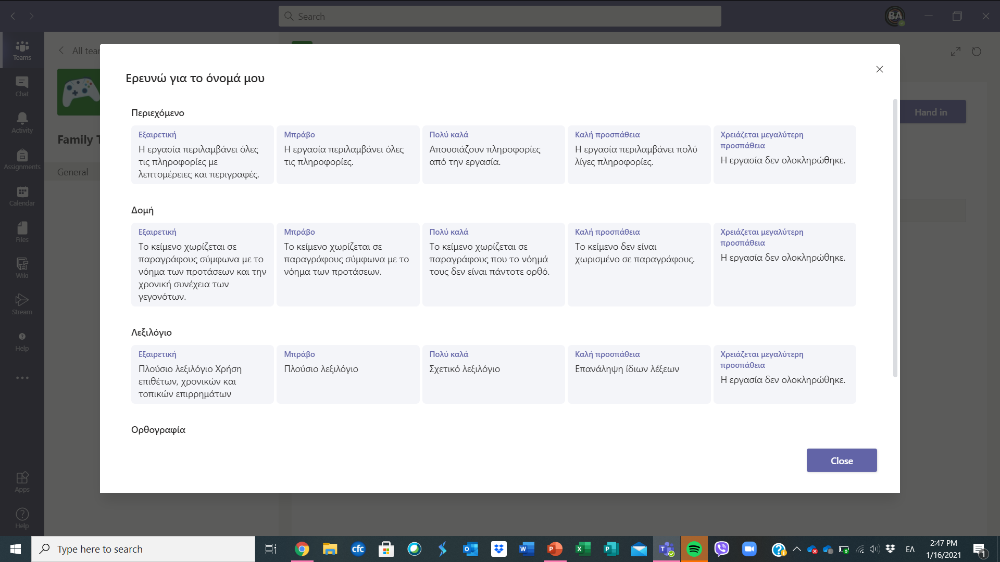 Search
BA
Teams
Chat
Activity
Assignments
Calendar
Files
Wiki
Stream
Help
Apps
Help
All tea
Family T
General
Hand in
Ερευνώ για το όνομά μου
Περιεχόμενο
Εξαιρετική
Η εργασία περιλαμβάνει όλες
τις πληροφορίες με
λεπτομέρειες και περιγραφές.
Μπράβο
Η εργασία περιλαμβάνει όλες
τις πληροφορίες.
Πολύ καλά
Απουσιάζουν πληροφορίες
από την εργασία.
Καλή προσπάθεια
Η εργασία περιλαμβάνει πολύ
λίγες πληροφορίες.
Χρειάζεται μεγαλύτερη
προσπάθεια
Η εργασία δεν ολοκληρώθηκε.
Δομή
Εξαιρετική
Το κείμενο χωρίζεται σε
παραγράφους σύμφωνα με το
νόημα των προτάσεων και την
χρονική συνέχεια των
γεγονότων.
Μπράβο
Το κείμενο χωρίζεται σε
παραγράφους σύμφωνα με το
νόημα των προτάσεων.
Πολύ καλά
Το κείμενο χωρίζεται σε
παραγράφους που το νόημά
τους δεν είναι πάντοτε ορθό.
Καλή προσπάθεια
Το κείμενο δεν είναι
χωρισμένο σε παραγράφους.
Χρειάζεται μεγαλύτερη
προσπάθεια
Η εργασία δεν ολοκληρώθηκε.
Λεξιλόγιο
Εξαιρετική
Πλούσιο λεξιλόγιο Χρήση
επιθέτων, χρονικών και
τοπικών επιρρημάτων
Μπράβο
Πλούσιο λεξιλόγιο
Πολύ καλά
Σχετικό λεξιλόγιο
Καλή προσπάθεια
Επανάληψη ίδιων λέξεων
Χρειάζεται μεγαλύτερη
προσπάθεια
Η εργασία δεν ολοκληρώθηκε.
Ορθογραφία
Close
Type here to search
cfc
ΕΛ
2:47 PM
1/16/2021
1